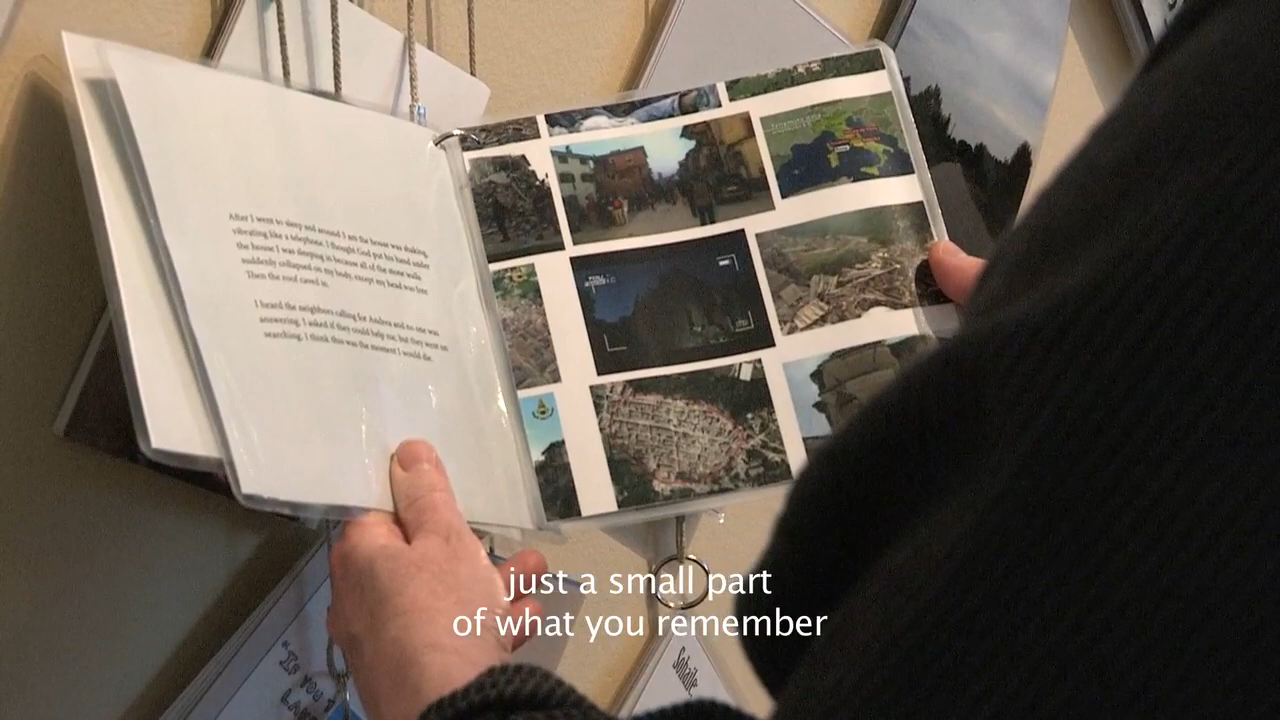 After I went to sleep and around 3 am the house was shaking,
vibrating like a telephone. I thought God put his hand under
the house I was sleeping in because all of the stone walls
suddenly collapsed on my body, except my head was free
Then the roof caved in.
I heard the neighbors calling for Andrea and no one was
answering, I asked if they could help me, but they went on
searching. I think this was the moment I would die.
just a small part
of what you remember
Sohaile